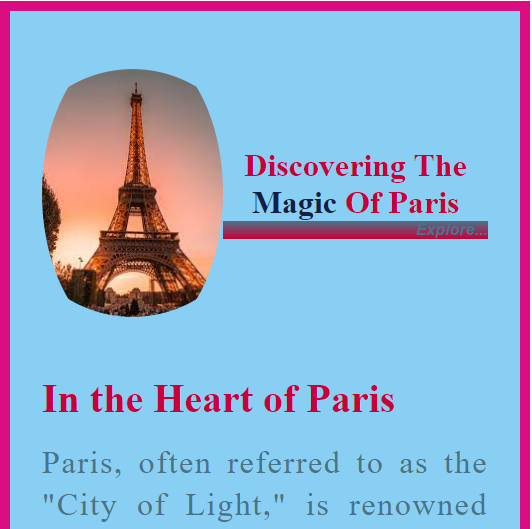 Discovering The
Magic Of Paris
Explore...
In the Heart of Paris
Paris, often referred to as the
"City of Light," is renowned